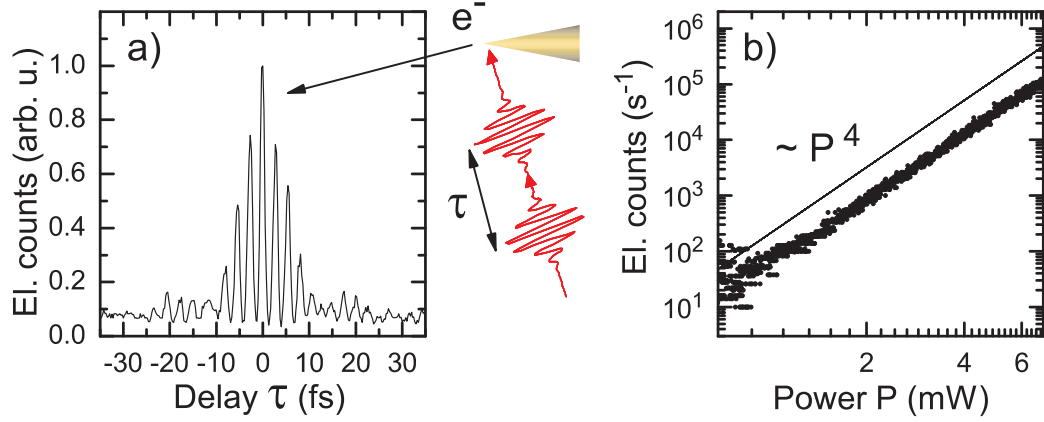 a)
El. counts (arb. u.)
1.0
0.8
0.6
0.4
0.2
0.0
-30 -20 -10 0 10 20 30
Delay τ (fs)
e⁻
τ
b)
~ P⁴
El. counts (s⁻¹)
10⁶
10⁵
10⁴
10³
10²
10¹
2 4 6
Power P (mW)